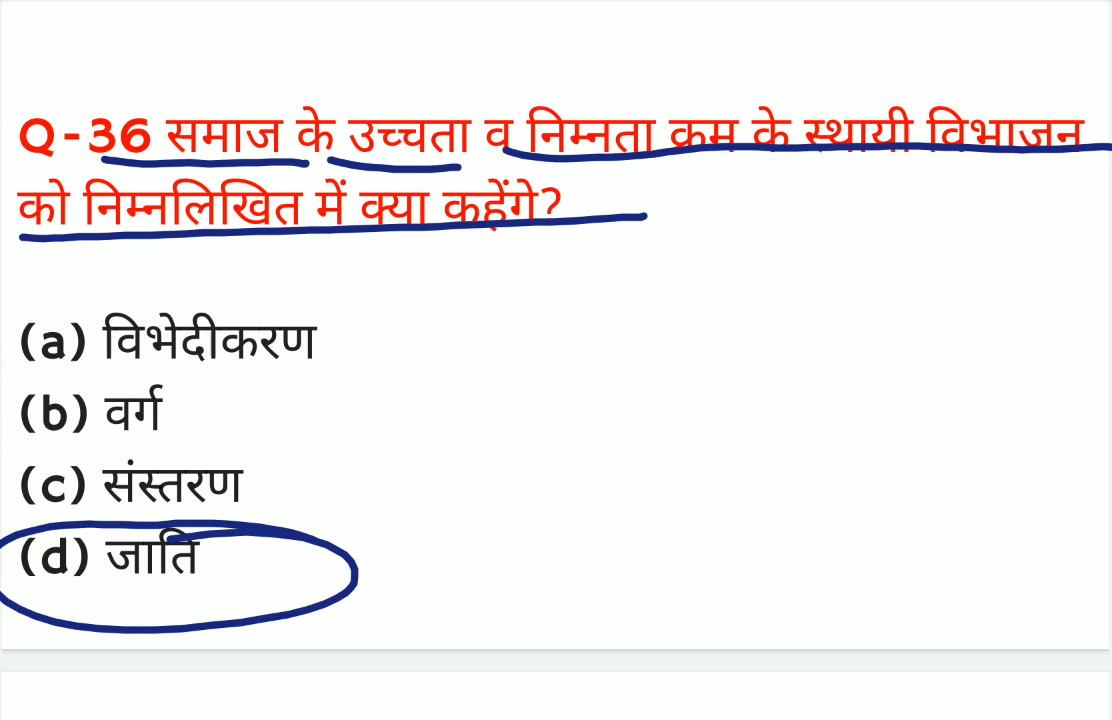 Q-36 समाज के उच्चता व निम्नता क्रम के स्थायी विभाजन
को निम्नलिखित में क्या कहेंगे?
(a) विभेदीकरण
(b) वर्ग
(c) संस्तरण
(d) जाति